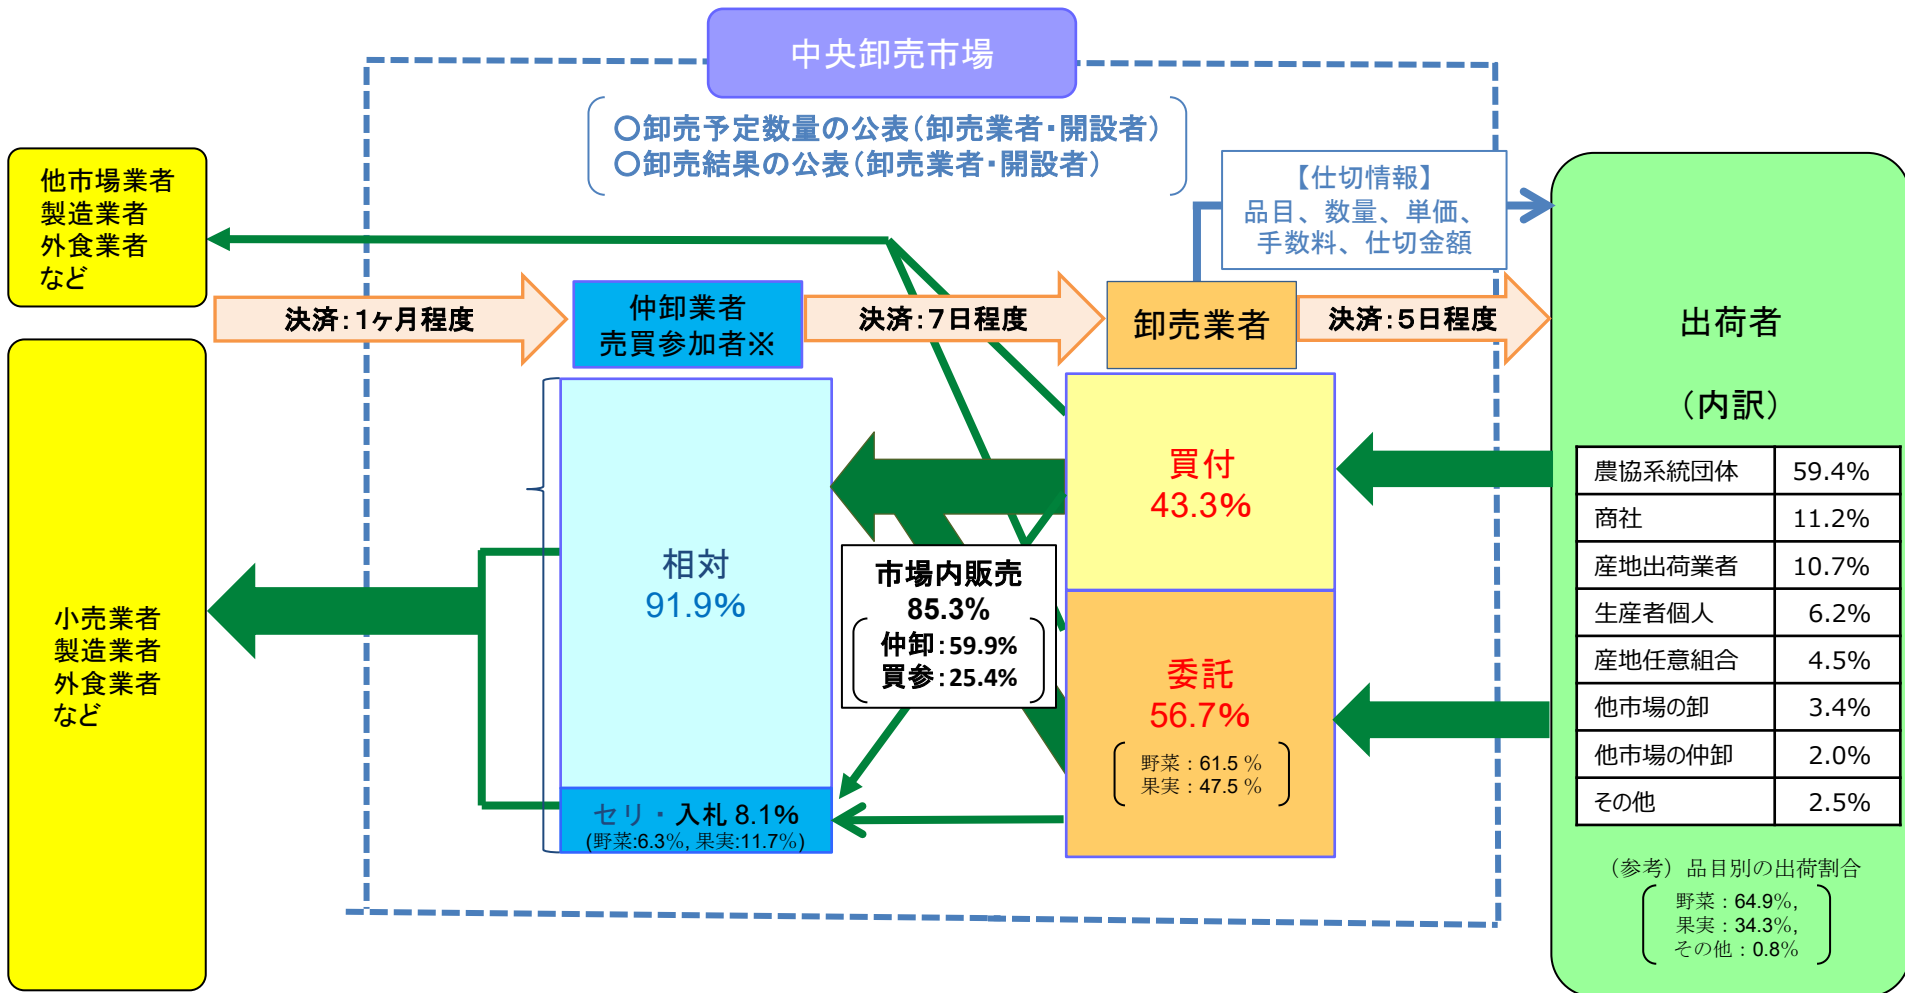 中央卸売市場
○卸売予定数量の公表(卸売業者・開設者)
○卸売結果の公表(卸売業者・開設者)
他市場業者
製造業者
外食業者
など
【仕切情報】
品目、数量、単価、
手数料、仕切金額
決済:1ヶ月程度
仲卸業者
売買参加者※
決済:7日程度
卸売業者
決済:5日程度
出荷者
(内訳)
農協系統団体 59.4%
商社 11.2%
産地出荷業者 10.7%
生産者個人 6.2%
産地任意組合 4.5%
他市場の卸 3.4%
他市場の仲卸 2.0%
その他 2.5%
(参考)品目別の出荷割合
野菜:64.9%,
果実:34.3%,
その他:0.8%
買付
43.3%
委託
56.7%
野菜:61.5 %
果実:47.5 %
市場内販売
85.3%
仲卸:59.9%
買参:25.4%
相対
91.9%
セリ・入札 8.1%
(野菜:6.3%, 果実:11.7%)
小売業者
製造業者
外食業者
など